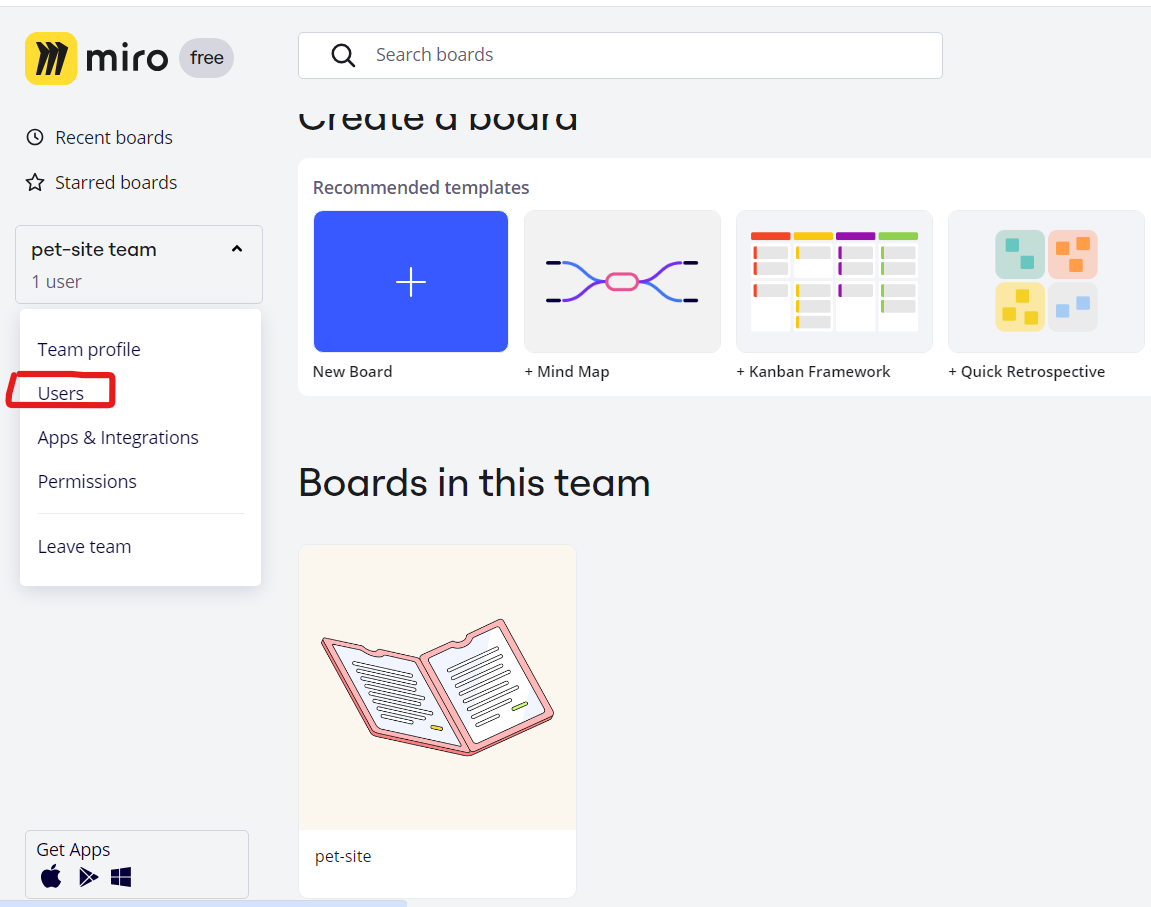 miro free
Search boards
Recent boards
Starred boards
pet-site team
1 user
Team profile
Users
Apps & Integrations
Permissions
Leave team
Get Apps
Create a board
Recommended templates
New Board
+ Mind Map
+ Kanban Framework
+ Quick Retrospective
Boards in this team
pet-site